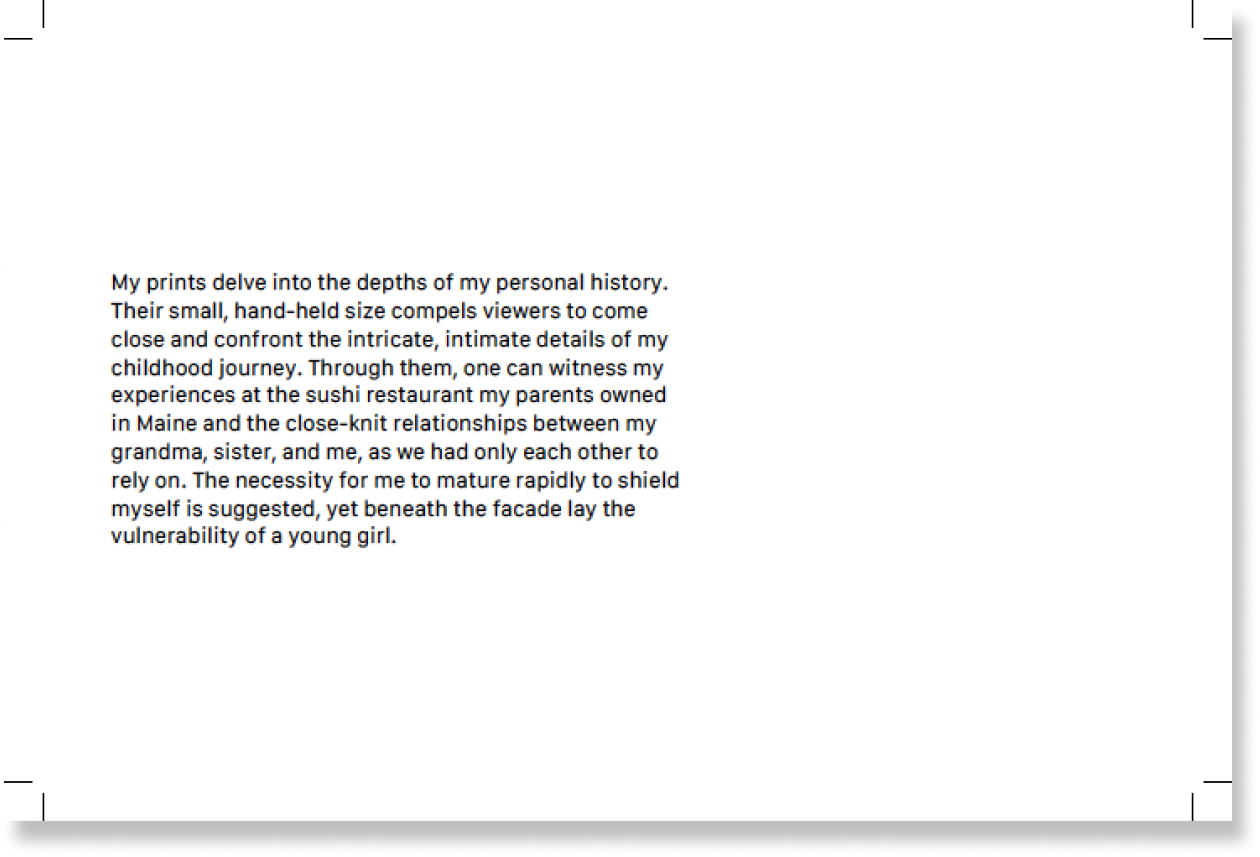 My prints delve into the depths of my personal history.
Their small, hand-held size compels viewers to come
close and confront the intricate, intimate details of my
childhood journey. Through them, one can witness my
experiences at the sushi restaurant my parents owned
in Maine and the close-knit relationships between my
grandma, sister, and me, as we had only each other to
rely on. The necessity for me to mature rapidly to shield
myself is suggested, yet beneath the facade lay the
vulnerability of a young girl.